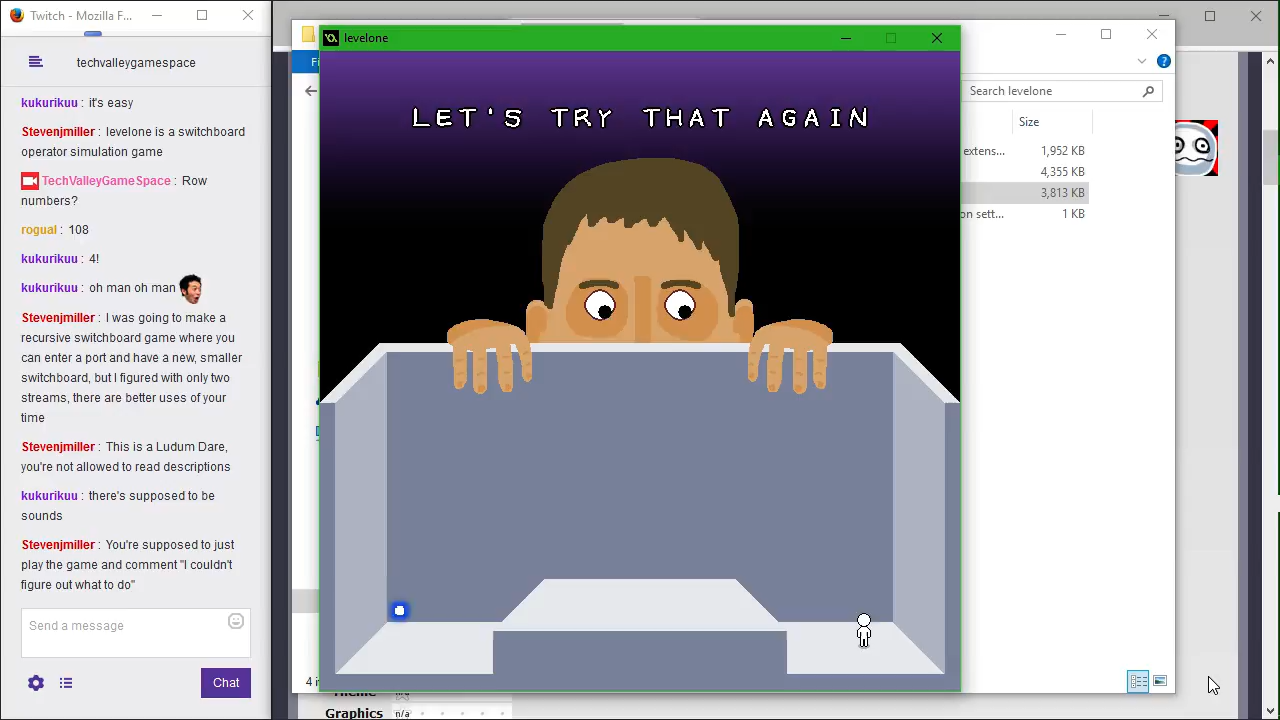 Twitch - Mozilla F...
techvalleygamespace
kukurikuu : it's easy
Stevenjmiller : levelone is a switchboard
operator simulation game
TechValleyGameSpace : Row
numbers?
rogual : 108
kukurikuu : 4!
kukurikuu : oh man oh man
Stevenjmiller : I was going to make a
recursive switchboard game where you
can enter a port and have a new, smaller
switchboard, but I figured with only two
streams, there are better uses of your
time
Stevenjmiller : This is a Ludum Dare,
you're not allowed to read descriptions
kukurikuu : there's supposed to be
sounds
Stevenjmiller : You're supposed to just
play the game and comment "I couldn't
figure out what to do"
Send a message
Chat
levelone
LET'S TRY THAT AGAIN
Search levelone
Size
extens... 1,952 KB
4,355 KB
3,813 KB
on sett... 1 KB
4 i
Theme n/a
Graphics n/a